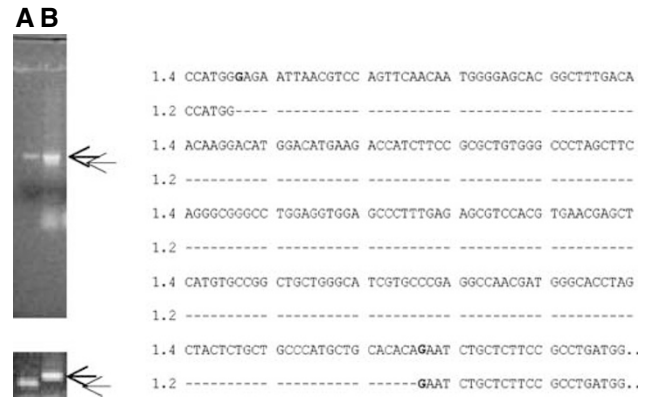 A B
1.4 CCATGGGAGA ATTAACGTCC AGTTCAACAA TGGGGAGCAC GGCTTTGACA
1.2 CCATGG---- ---------- ---------- ---------- ----------
1.4 ACAAGGACAT GGACATGAAG ACCATCTTCC GCGCTGTGGG CCCTAGCTTC
1.2 ---------- ---------- ---------- ---------- ----------
1.4 AGGGCGGGCC TGGAGGTGGA GCCCTTTGAG AGCGTCCACG TGAACGAGCT
1.2 ---------- ---------- ---------- ---------- ----------
1.4 CATGTGCCGG CTGCTGGGCA TCGTGCCCGA GGCCAACGAT GGGCACCTAG
1.2 ---------- ---------- ---------- ---------- ----------
1.4 CTACTCTGCT GCCCATGCTG CACACAGAAT CTGCTCTTCC GCCTGATGG..
1.2 ---------- ---------- ------GAAT CTGCTCTTCC GCCTGATGG..